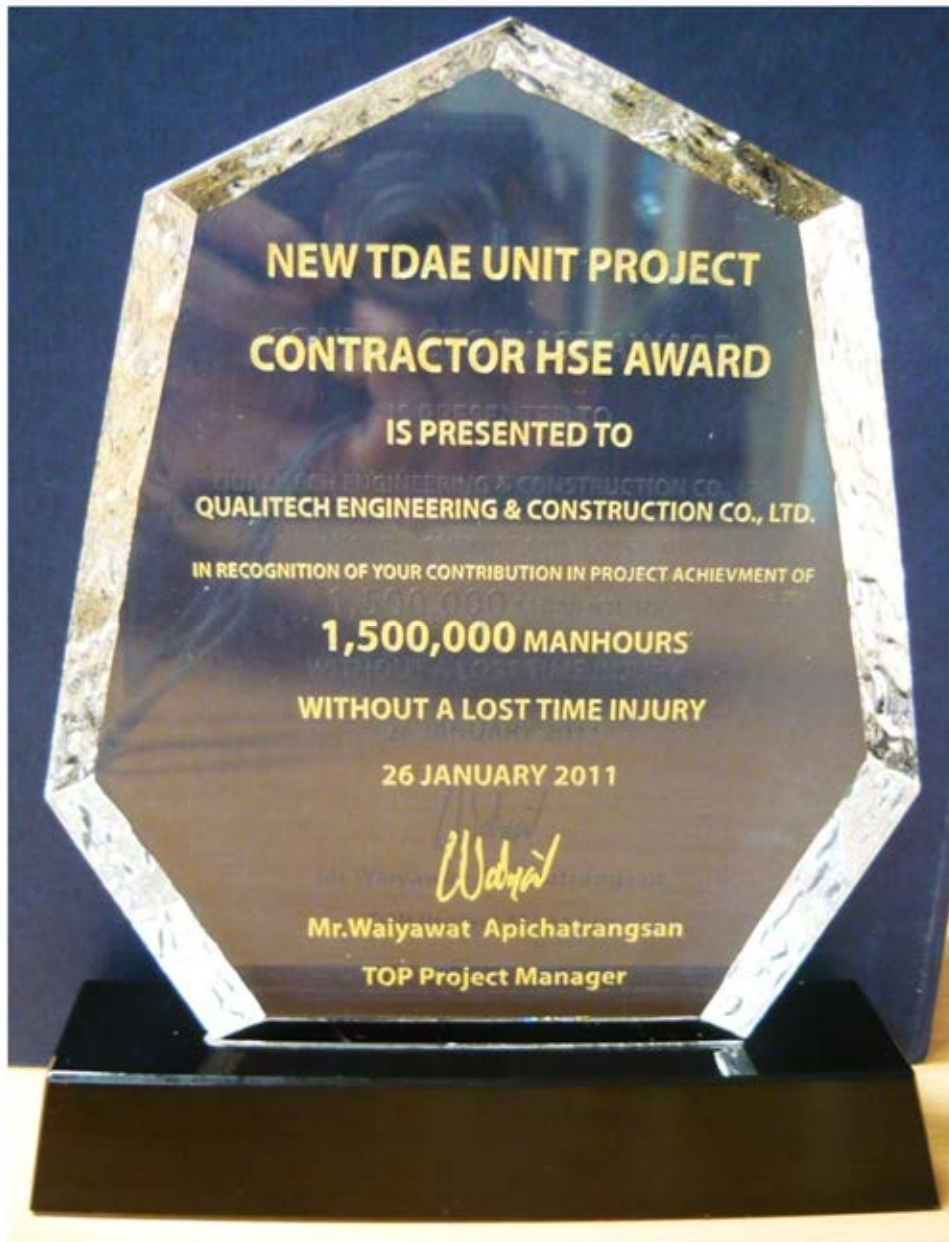 NEW TDAE UNIT PROJECT
CONTRACTOR HSE AWARD
IS PRESENTED TO
QUALITECH ENGINEERING & CONSTRUCTION CO., LTD.
IN RECOGNITION OF YOUR CONTRIBUTION IN PROJECT ACHIEVMENT OF
1,500,000 MANHOURS
WITHOUT A LOST TIME INJURY
26 JANUARY 2011
Mr.Waiyawat Apichatrangsan
TOP Project Manager